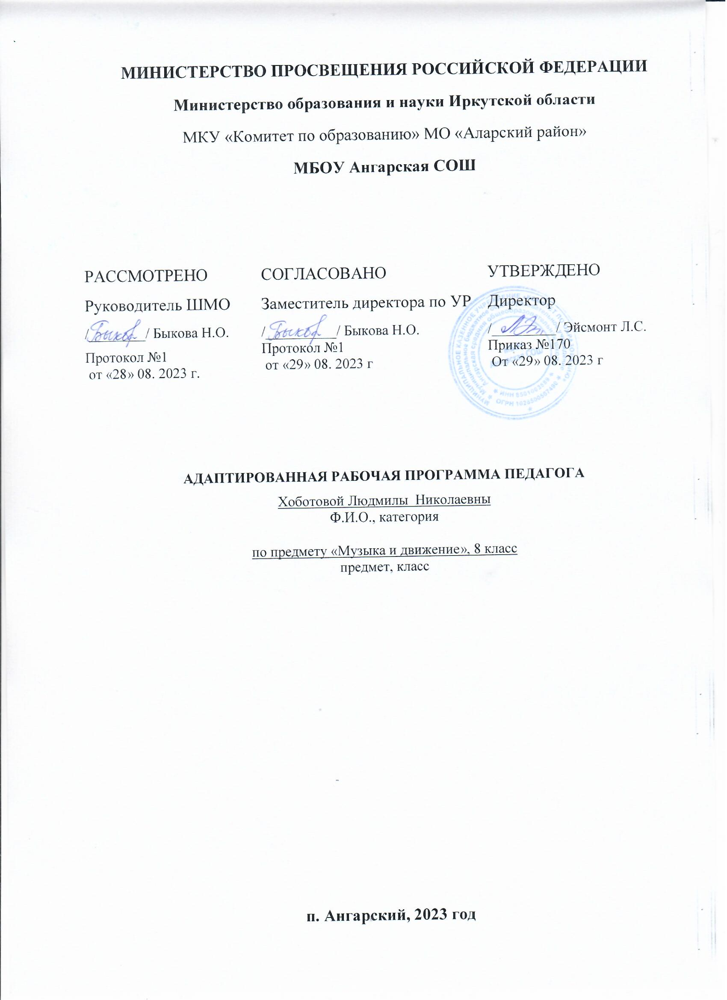 МИНИСТЕРСТВО ПРОСВЕЩЕНИЯ РОССИЙСКОЙ ФЕДЕРАЦИИ
Министерство образования и науки Иркутской области
МКУ «Комитет по образованию» МО «Аларский район»
МБОУ Ангарская СОШ
РАССМОТРЕНО
Руководитель ШМО
/Быков/ Быкова Н.О.
Протокол №1
от «28» 08. 2023 г.
СОГЛАСОВАНО
Заместитель директора по УР
/Быков/ Быкова Н.О.
Протокол №1
от «29» 08. 2023 г
УТВЕРЖДЕНО
Директор
/ / Эйсмонт Л.С.
Приказ №170
От «29» 08. 2023 г
АДАПТИРОВАННАЯ РАБОЧАЯ ПРОГРАММА ПЕДАГОГА
Хоботовой Людмилы Николаевны
Ф.И.О., категория
по предмету «Музыка и движение», 8 класс
предмет, класс
п. Ангарский, 2023 год